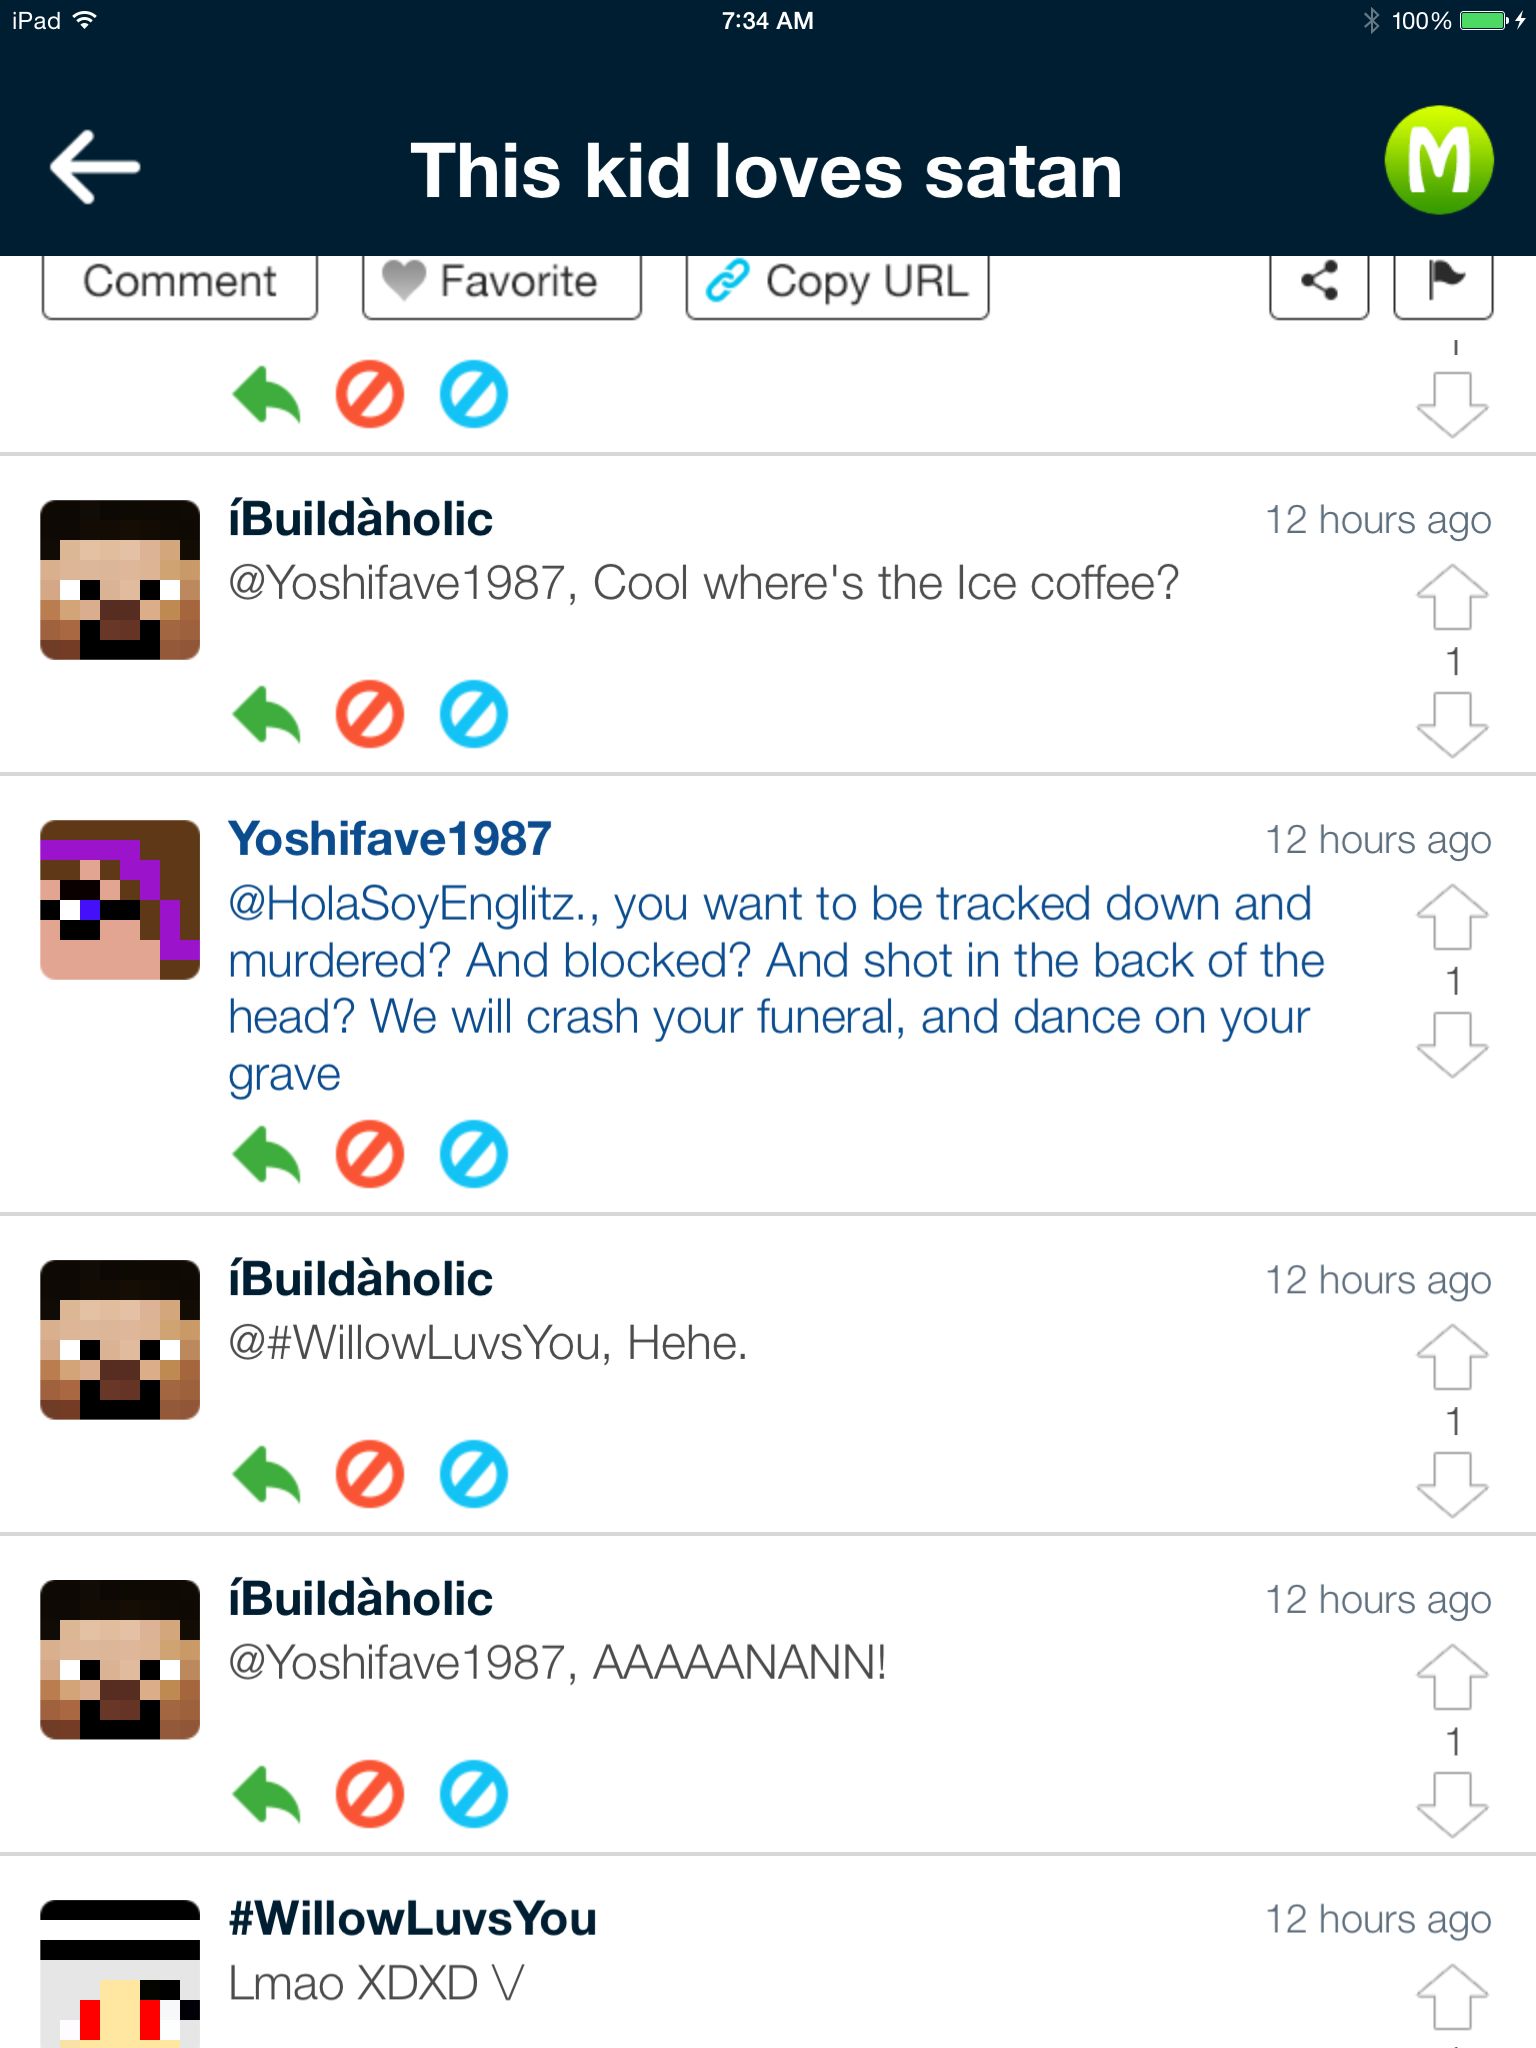 iPad 7:34 AM 100%
This kid loves satan
M
Comment Favorite Copy URL
íBuildàholic 12 hours ago
@Yoshifave1987, Cool where's the Ice coffee?
1
Yoshifave1987 12 hours ago
@HolaSoyEnglitz., you want to be tracked down and
murdered? And blocked? And shot in the back of the
head? We will crash your funeral, and dance on your
grave
1
íBuildàholic 12 hours ago
@#WillowLuvsYou, Hehe.
1
íBuildàholic 12 hours ago
@Yoshifave1987, AAAAANANN!
1
#WillowLuvsYou 12 hours ago
Lmao XDXD \/